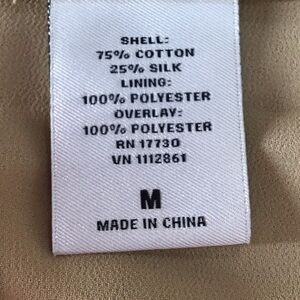 SHELL:
75% COTTON
25% SILK
LINING:
100% POLYESTER
OVERLAY:
100% POLYESTER
RN 17730
VN 1112861
M
MADE IN CHINA